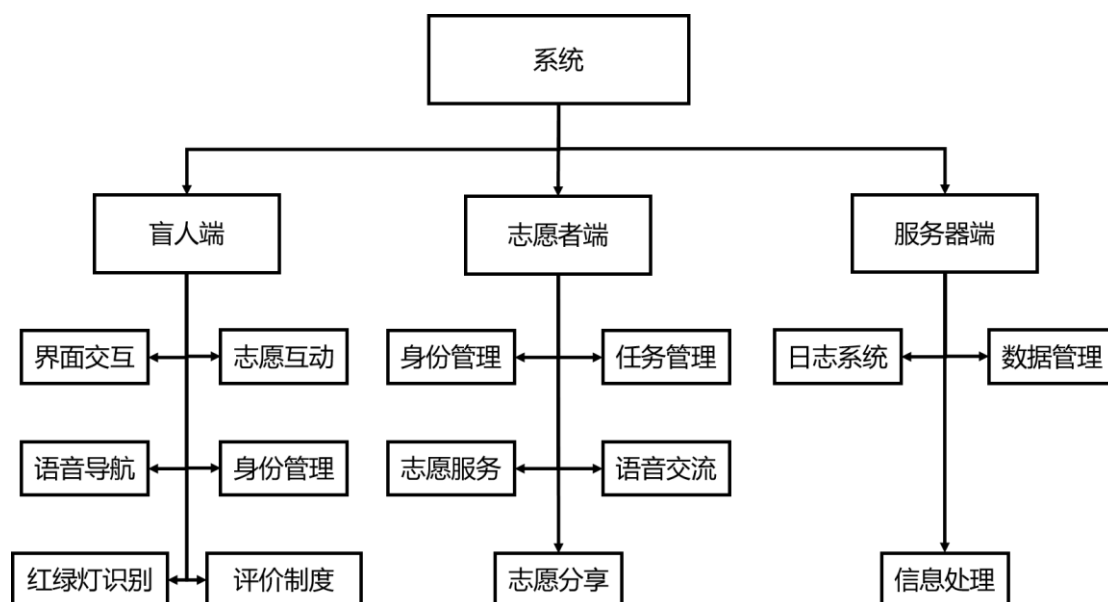 系统
盲人端
志愿者端
服务器端
界面交互
志愿互动
身份管理
任务管理
日志系统
数据管理
语音导航
身份管理
志愿服务
语音交流
红绿灯识别
评价制度
志愿分享
信息处理